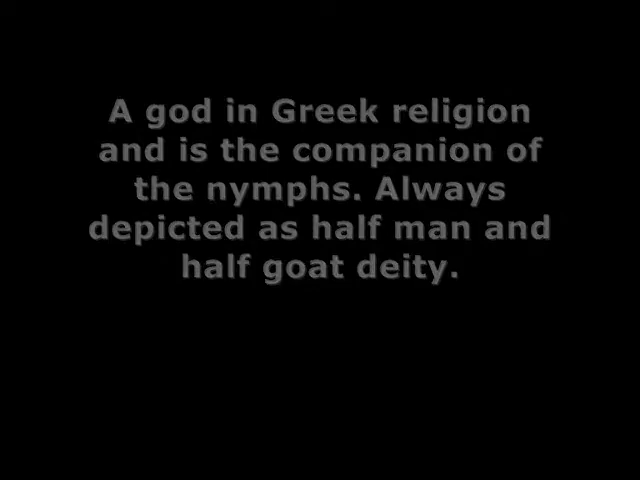 A god in Greek religion
and is the companion of
the nymphs. Always
depicted as half man and
half goat deity.